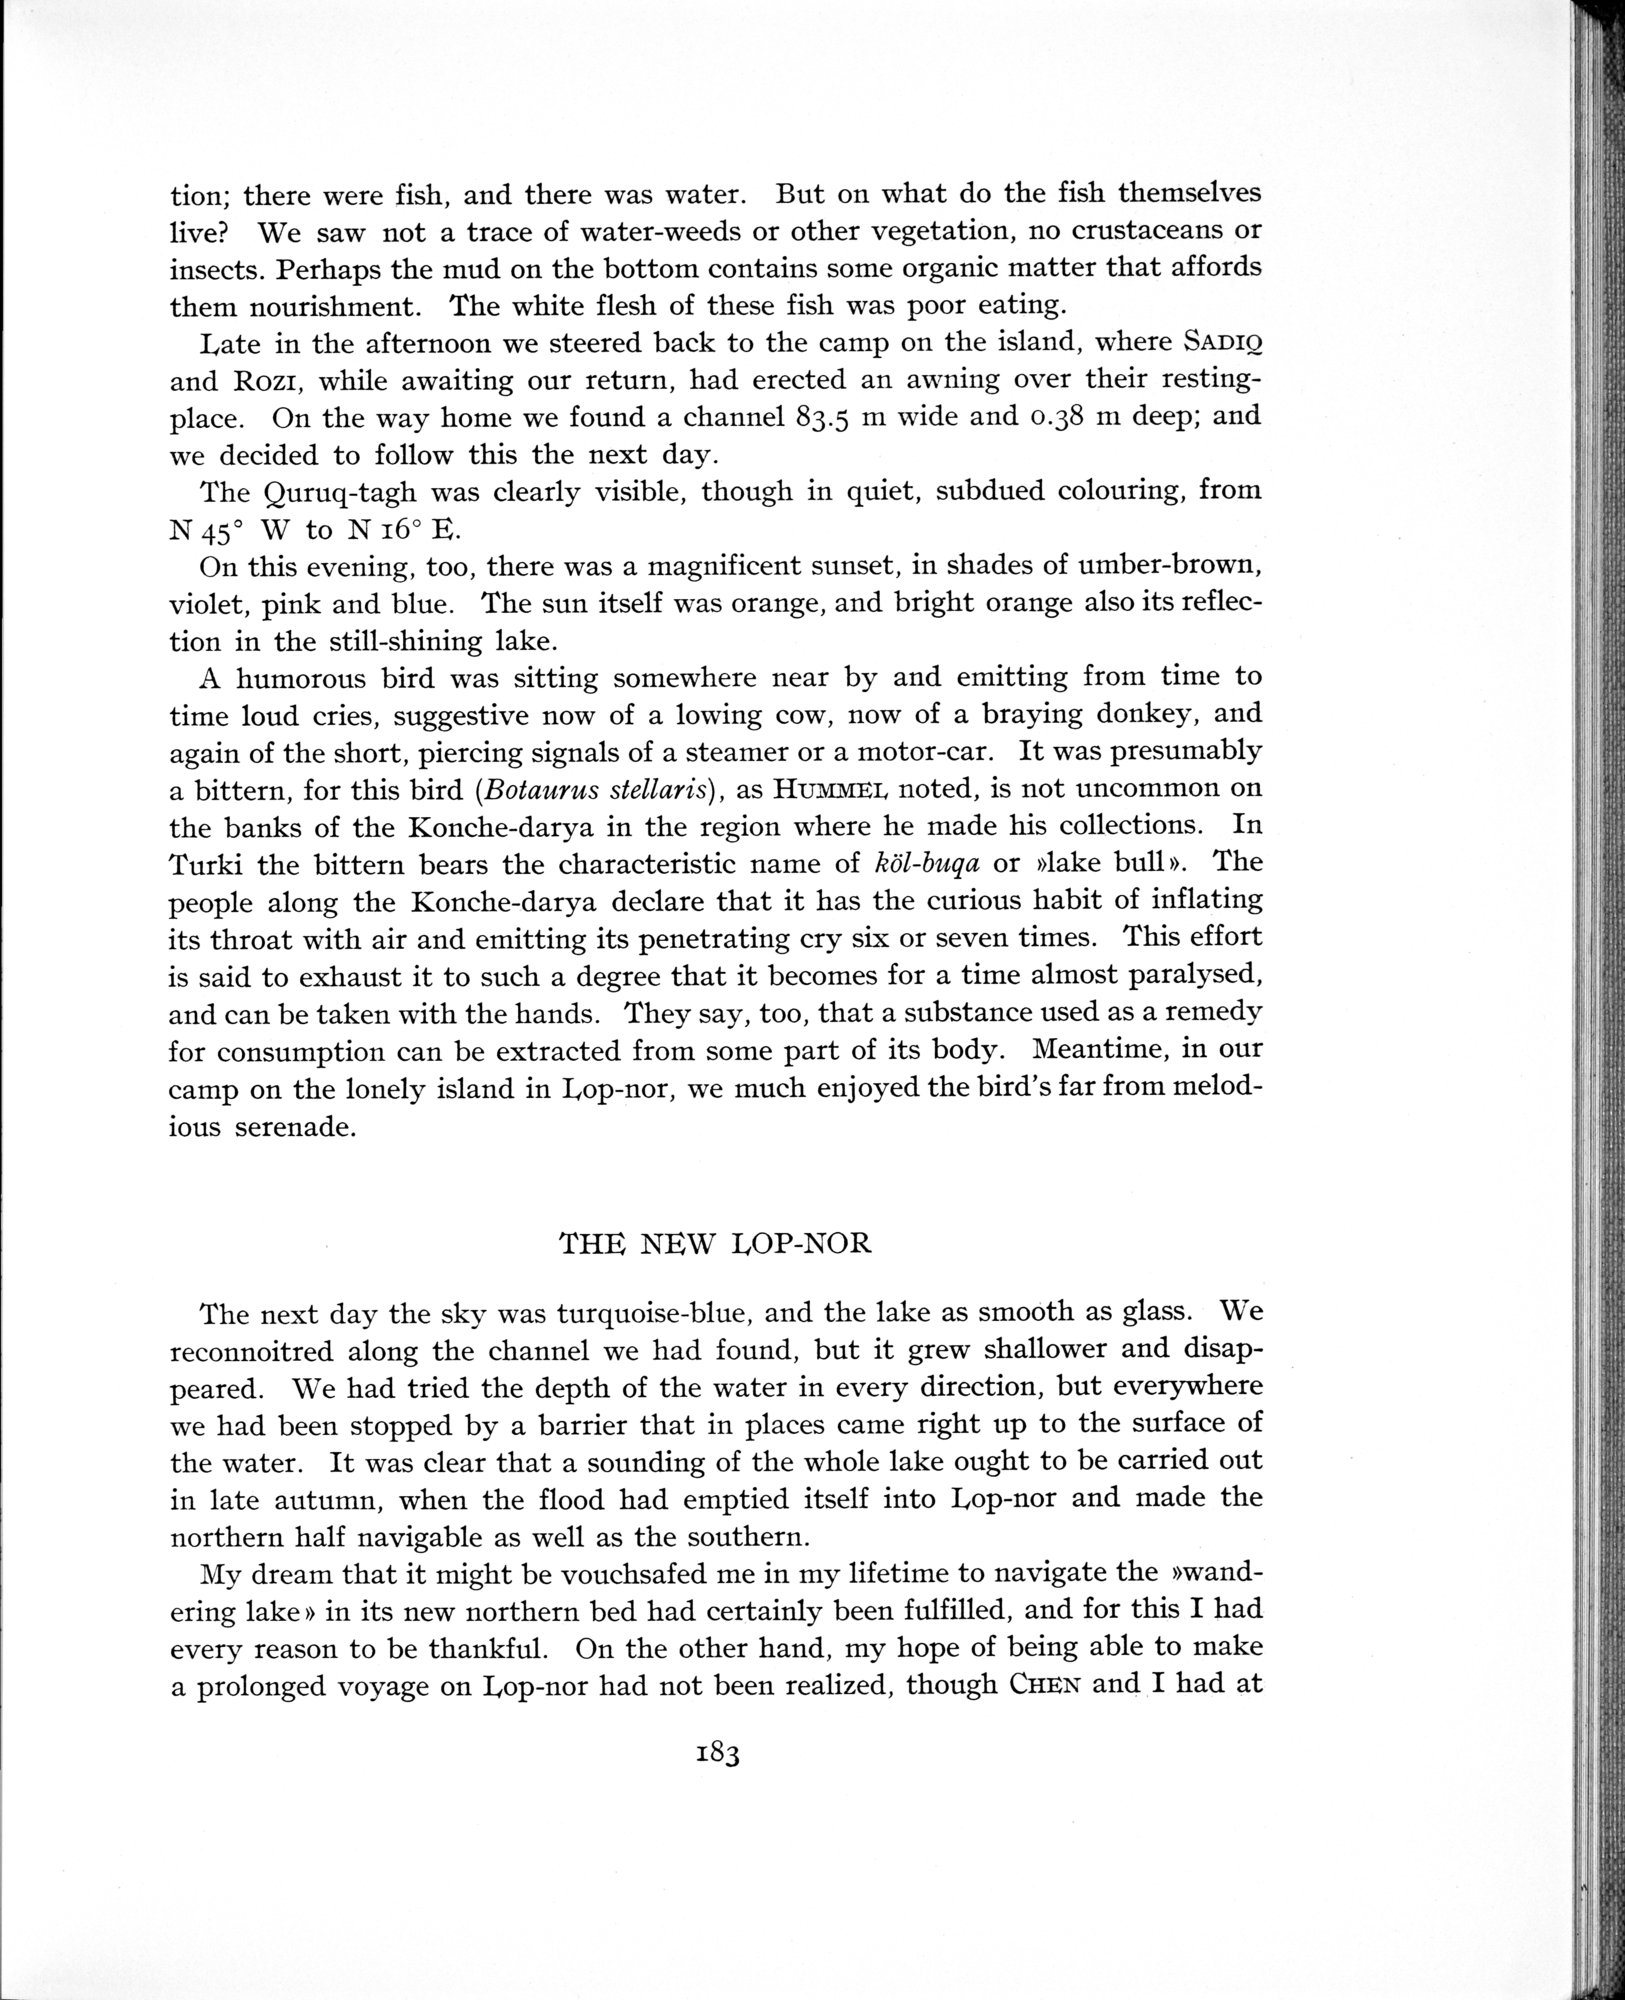 tion; there were fish, and there was water. But on what do the fish themselves
live? We saw not a trace of water-weeds or other vegetation, no crustaceans or
insects. Perhaps the mud on the bottom contains some organic matter that affords
them nourishment. The white flesh of these fish was poor eating.
Late in the afternoon we steered back to the camp on the island, where SADIQ
and ROZI, while awaiting our return, had erected an awning over their resting-
place. On the way home we found a channel 83.5 m wide and 0.38 m deep; and
we decided to follow this the next day.
The Quruq-tagh was clearly visible, though in quiet, subdued colouring, from
N 45° W to N 16° E.
On this evening, too, there was a magnificent sunset, in shades of umber-brown,
violet, pink and blue. The sun itself was orange, and bright orange also its reflec-
tion in the still-shining lake.
A humorous bird was sitting somewhere near by and emitting from time to
time loud cries, suggestive now of a lowing cow, now of a braying donkey, and
again of the short, piercing signals of a steamer or a motor-car. It was presumably
a bittern, for this bird (Botaurus stellaris), as HUMMEL noted, is not uncommon on
the banks of the Konche-darya in the region where he made his collections. In
Turki the bittern bears the characteristic name of köl-buqa or »lake bull». The
people along the Konche-darya declare that it has the curious habit of inflating
its throat with air and emitting its penetrating cry six or seven times. This effort
is said to exhaust it to such a degree that it becomes for a time almost paralysed,
and can be taken with the hands. They say, too, that a substance used as a remedy
for consumption can be extracted from some part of its body. Meantime, in our
camp on the lonely island in Lop-nor, we much enjoyed the bird's far from melod-
ious serenade.
THE NEW LOP-NOR
The next day the sky was turquoise-blue, and the lake as smooth as glass. We
reconnoitred along the channel we had found, but it grew shallower and disap-
peared. We had tried the depth of the water in every direction, but everywhere
we had been stopped by a barrier that in places came right up to the surface of
the water. It was clear that a sounding of the whole lake ought to be carried out
in late autumn, when the flood had emptied itself into Lop-nor and made the
northern half navigable as well as the southern.
My dream that it might be vouchsafed me in my lifetime to navigate the »wand-
ering lake» in its new northern bed had certainly been fulfilled, and for this I had
every reason to be thankful. On the other hand, my hope of being able to make
a prolonged voyage on Lop-nor had not been realized, though CHEN and I had at
183